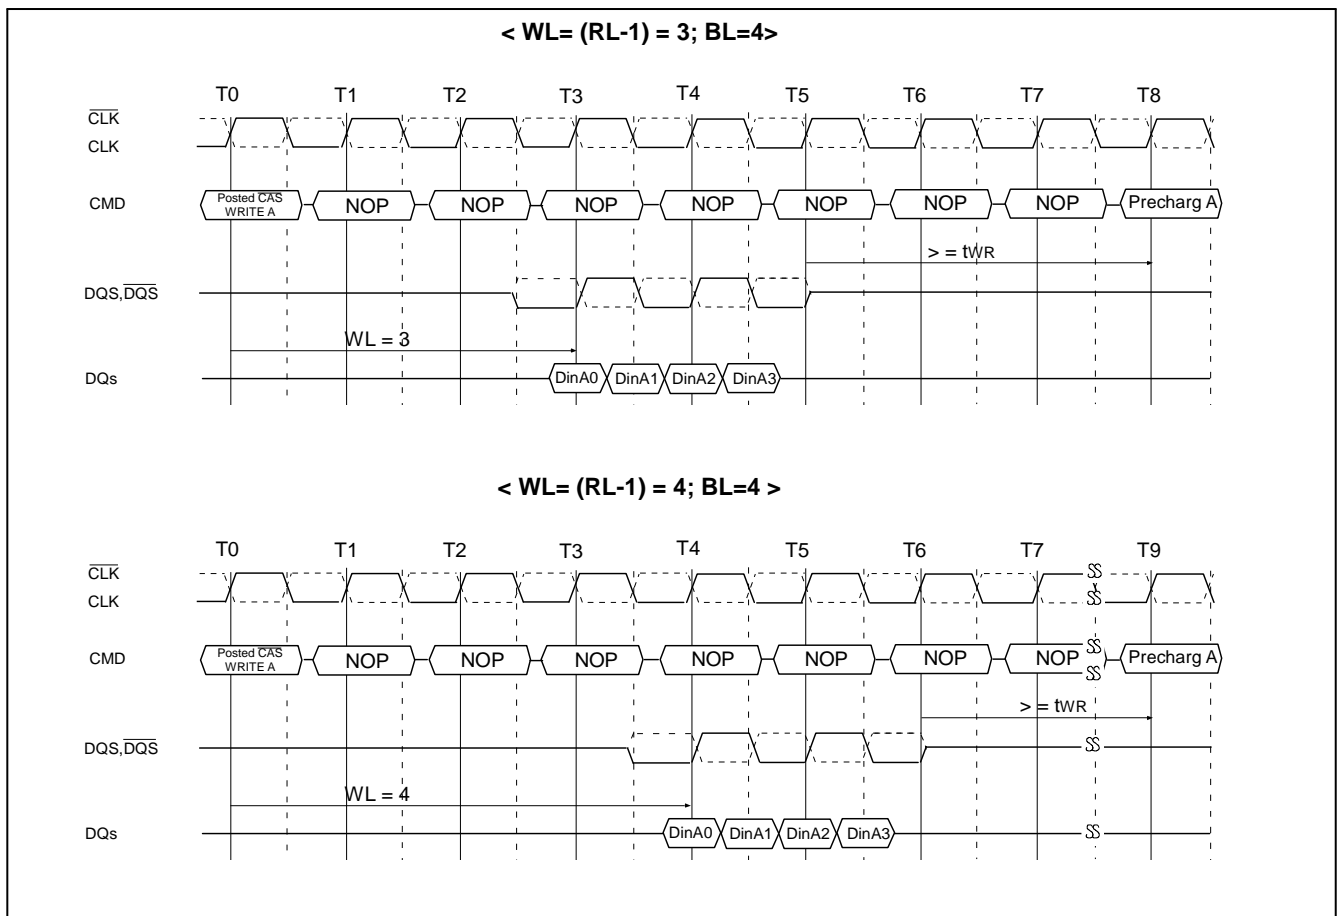 < WL= (RL-1) = 3; BL=4>
T0 T1 T2 T3 T4 T5 T6 T7 T8
CLK
CLK
CMD Posted CAS WRITE A NOP NOP NOP NOP NOP NOP NOP Precharg A
> = tWR
DQS,DQS
WL = 3
DQs DinA0 DinA1 DinA2 DinA3
< WL= (RL-1) = 4; BL=4 >
T0 T1 T2 T3 T4 T5 T6 T7 T9
CLK
CLK
CMD Posted CAS WRITE A NOP NOP NOP NOP NOP NOP NOP Precharg A
> = tWR
DQS,DQS
WL = 4
DQs DinA0 DinA1 DinA2 DinA3